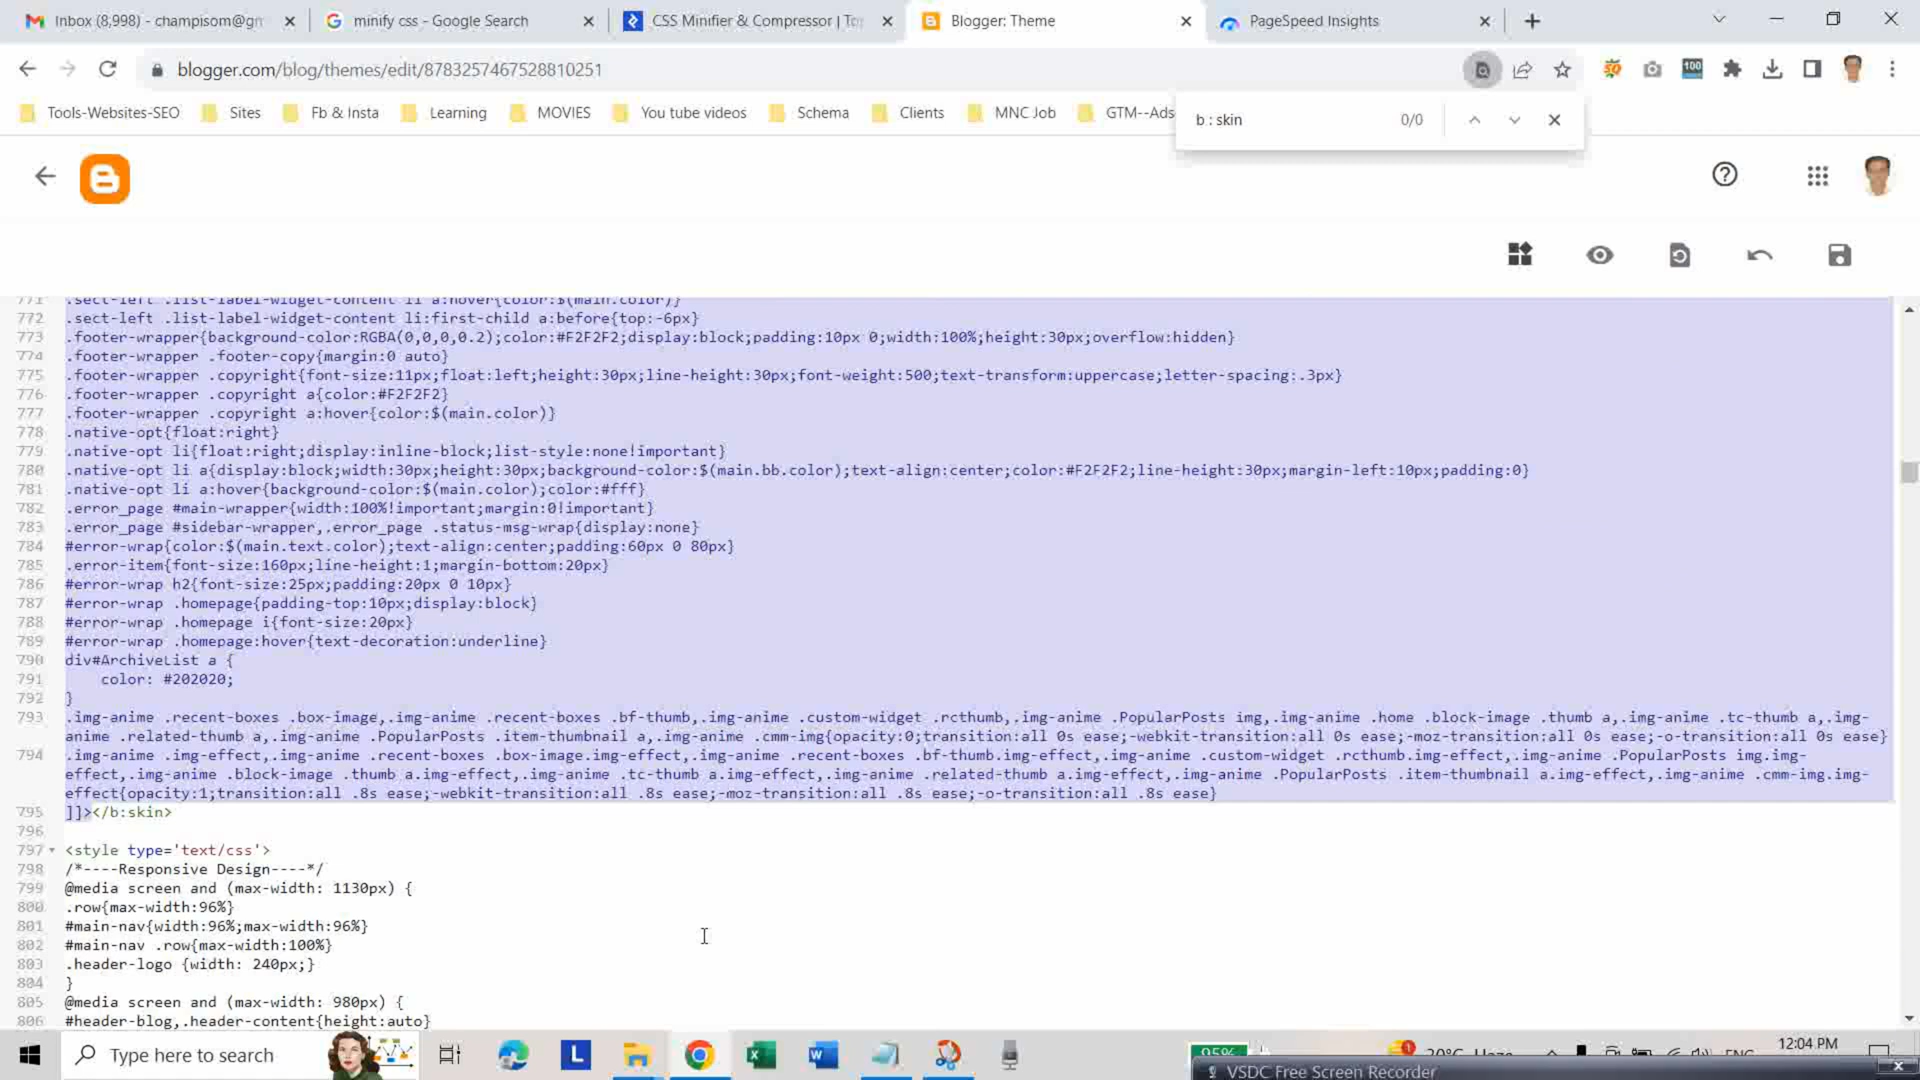 Inbox (8,998) - champisom@gm
minify css - Google Search
CSS Minifier & Compressor | To
Blogger: Theme
PageSpeed Insights
blogger.com/blog/themes/edit/8783257467528810251
100
Tools-Websites-SEO
Sites
Fb & Insta
Learning
MOVIES
You tube videos
Schema
Clients
MNC Job
GTM--Ads
b : skin
0/0
771 .sect-left .list-label-widget-content li a:hover{color:$(main.color)}
772 .sect-left .list-label-widget-content li:first-child a:before{top:-6px}
773 .footer-wrapper{background-color:RGBA(0,0,0,0.2);color:#F2F2F2;display:block;padding:10px 0;width:100%;height:30px;overflow:hidden}
774 .footer-wrapper .footer-copy{margin:0 auto}
775 .footer-wrapper .copyright{font-size:11px;float:left;height:30px;line-height:30px;font-weight:500;text-transform:uppercase;letter-spacing:.3px}
776 .footer-wrapper .copyright a{color:#F2F2F2}
777 .footer-wrapper .copyright a:hover{color:$(main.color)}
778 .native-opt{float:right}
779 .native-opt li{float:right;display:inline-block;list-style:none!important}
780 .native-opt li a{display:block;width:30px;height:30px;background-color:$(main.bb.color);text-align:center;color:#F2F2F2;line-height:30px;margin-left:10px;padding:0}
781 .native-opt li a:hover{background-color:$(main.color);color:#fff}
782 .error_page #main-wrapper{width:100%!important;margin:0!important}
783 .error_page #sidebar-wrapper,.error_page .status-msg-wrap{display:none}
784 #error-wrap{color:$(main.text.color);text-align:center;padding:60px 0 80px}
785 .error-item{font-size:160px;line-height:1;margin-bottom:20px}
786 #error-wrap h2{font-size:25px;padding:20px 0 10px}
787 #error-wrap .homepage{padding-top:10px;display:block}
788 #error-wrap .homepage i{font-size:20px}
789 #error-wrap .homepage:hover{text-decoration:underline}
790 div#ArchiveList a {
791 color: #202020;
792 }
793 .img-anime .recent-boxes .box-image,.img-anime .recent-boxes .bf-thumb,.img-anime .custom-widget .rcthumb,.img-anime .PopularPosts img,.img-anime .home .block-image .thumb a,.img-anime .tc-thumb a,.img-
anime .related-thumb a,.img-anime .PopularPosts .item-thumbnail a,.img-anime .cmm-img{opacity:0;transition:all 0s ease;-webkit-transition:all 0s ease;-moz-transition:all 0s ease;-o-transition:all 0s ease}
794 .img-anime .img-effect,.img-anime .recent-boxes .box-image.img-effect,.img-anime .recent-boxes .bf-thumb.img-effect,.img-anime .custom-widget .rcthumb.img-effect,.img-anime .PopularPosts img.img-
effect,.img-anime .block-image .thumb a.img-effect,.img-anime .tc-thumb a.img-effect,.img-anime .related-thumb a.img-effect,.img-anime .PopularPosts .item-thumbnail a.img-effect,.img-anime .cmm-img.img-
effect{opacity:1;transition:all .8s ease;-webkit-transition:all .8s ease;-moz-transition:all .8s ease;-o-transition:all .8s ease}
795 ]]></b:skin>
796
797 <style type='text/css'>
798 /*----Responsive Design----*/
799 @media screen and (max-width: 1130px) {
800 .row{max-width:96%}
801 #main-nav{width:96%;max-width:96%}
802 #main-nav .row{max-width:100%}
803 .header-logo {width: 240px;}
804 }
805 @media screen and (max-width: 980px) {
806 #header-blog,.header-content{height:auto}
Type here to search
95%
20°C Haze
ENG
12:04 PM
VSDC Free Screen Recorder